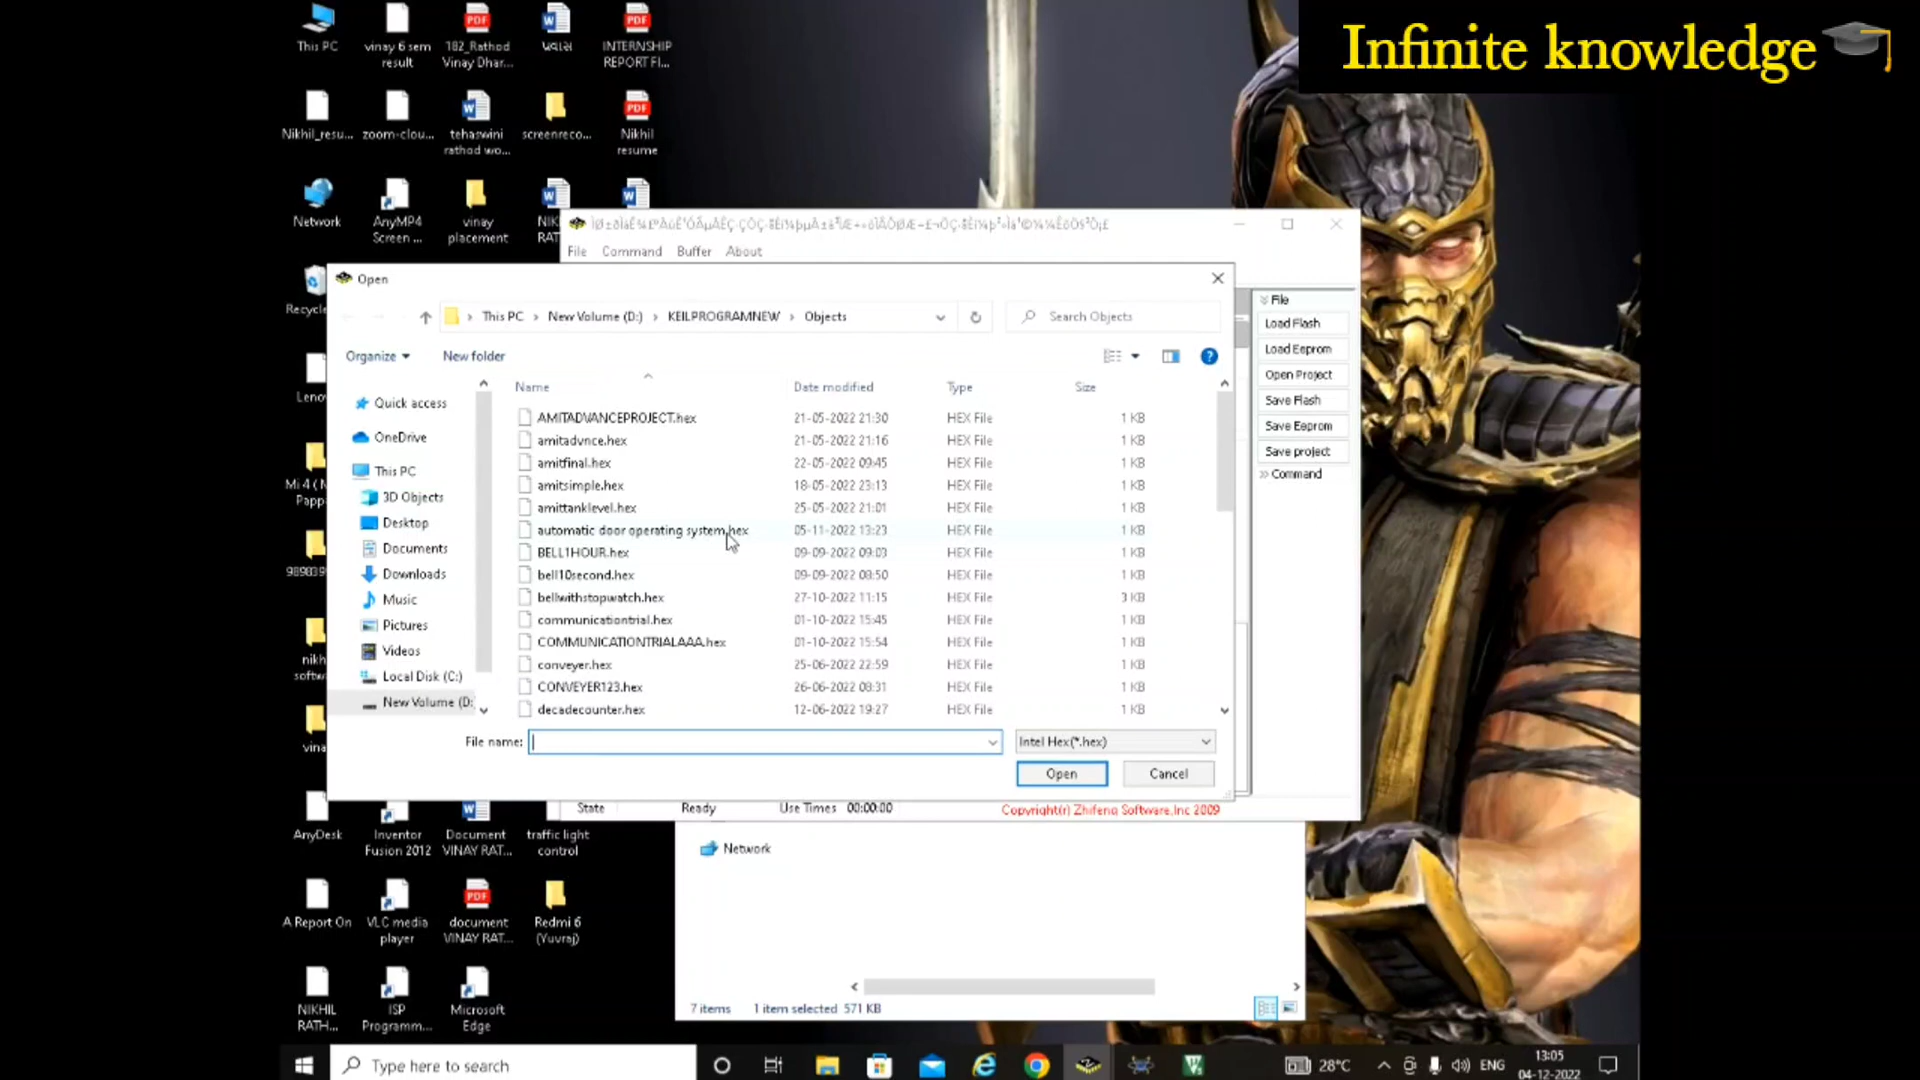 Infinite knowledge
This PC
vinay 6 sem
result
182_Rathod
Vinay Dhar...
INTERNSHIP
REPORT FI...
Nikhil_resu...
zoom-clou...
tehaswini
rathod wo...
screenreco...
Nikhil
resume
Network
AnyMP4
Screen ...
vinay
placement
NIK
RAT
File
Command
Buffer
About
Recycle
Leno
Mi 4 ( N
Papp
989839
nikh
softw
vina
Open
This PC
New Volume (D:)
KEILPROGRAMNEW
Objects
Search Objects
Organize
New folder
Name
Date modified
Type
Size
Quick access
OneDrive
This PC
3D Objects
Desktop
Documents
Downloads
Music
Pictures
Videos
Local Disk (C:)
New Volume (D:
AMITADVANCEPROJECT.hex 21-05-2022 21:30 HEX File 1 KB
amitadvnce.hex 21-05-2022 21:16 HEX File 1 KB
amitfinal.hex 22-05-2022 09:45 HEX File 1 KB
amitsimple.hex 18-05-2022 23:13 HEX File 1 KB
amittanklevel.hex 25-05-2022 21:01 HEX File 1 KB
automatic door operating system.hex 05-11-2022 13:23 HEX File 1 KB
BELL1HOUR.hex 09-09-2022 09:03 HEX File 1 KB
bell10second.hex 09-09-2022 08:50 HEX File 1 KB
bellwithstopwatch.hex 27-10-2022 11:15 HEX File 3 KB
communicationtrial.hex 01-10-2022 15:45 HEX File 1 KB
COMMUNICATIONTRIALAAA.hex 01-10-2022 15:54 HEX File 1 KB
conveyer.hex 25-06-2022 22:59 HEX File 1 KB
CONVEYER123.hex 26-06-2022 08:31 HEX File 1 KB
decadecounter.hex 12-06-2022 19:27 HEX File 1 KB
File name:
Intel Hex(*.hex)
Open
Cancel
File
Load Flash
Load Eeprom
Open Project
Save Flash
Save Eeprom
Save project
Command
State
Ready
Use Times 00:00:00
Copyright(r) Zhifeng Software,Inc 2009
AnyDesk
Inventor
Fusion 2012
Document
VINAY RAT...
traffic light
control
Network
A Report On
VLC media
player
document
VINAY RAT...
Redmi 6
(Yuvraj)
NIKHIL
RATH...
ISP
Programm...
Microsoft
Edge
7 items
1 item selected 571 KB
Type here to search
28°C
ENG
13:05
04-12-2022